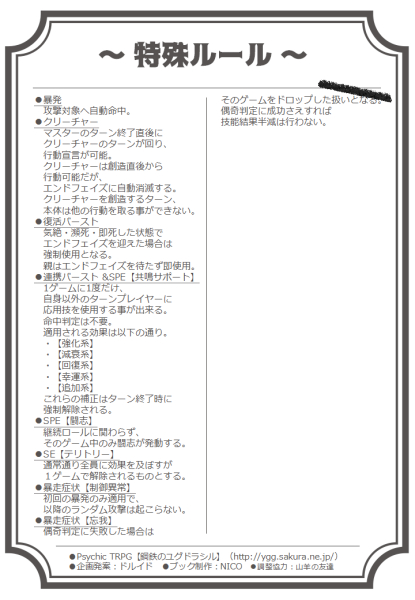 ～ 特殊ルール ～
●暴発
攻撃対象へ自動命中。
●クリーチャー
マスターのターン終了直後に
クリーチャーのターンが回り、
行動宣言が可能。
クリーチャーは創造直後から
行動可能だが、
エンドフェイズに自動消滅する。
クリーチャーを創造するターン、
本体は他の行動を取る事ができない。
●復活バースト
気絶・瀕死・即死した状態で
エンドフェイズを迎えた場合は
強制使用となる。
親はエンドフェイズを待たず即使用。
●連携バースト &SPE【共鳴サポート】
1ゲームに1度だけ、
自身以外のターンプレイヤーに
応用技を使用する事が出来る。
命中判定は不要。
適用される効果は以下の通り。
・【強化系】
・【減衰系】
・【回復系】
・【幸運系】
・【追加系】
これらの補正はターン終了時に
強制解除される。
●SPE【闘志】
継続ロールに関わらず、
そのゲーム中のみ闘志が発動する。
●SE【テリトリー】
通常通り全員に効果を及ぼすが
１ゲームで解除されるものとする。
●暴走症状【制御異常】
初回の暴発のみ適用で、
以降のランダム攻撃は起こらない。
●暴走症状【忘我】
偶奇判定に失敗した場合は
そのゲームをドロップした扱いとなる。
偶奇判定に成功さえすれば
技能結果半減は行わない。
●Psychic TRPG【鋼鉄のユグドラシル】（http://ygg.sakura.ne.jp/）
●企画発案：ドルイド　●ブック制作：NICO　●調整協力：山羊の友達